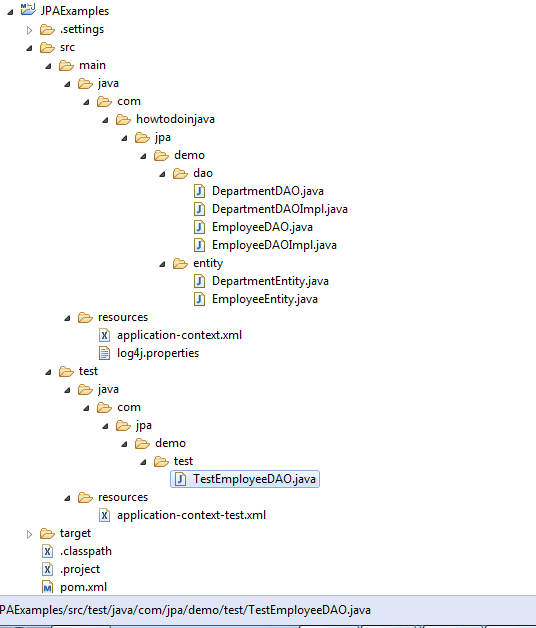 JPAExamples
.settings
src
main
java
com
howtodoinjava
jpa
demo
dao
DepartmentDAO.java
DepartmentDAOImpl.java
EmployeeDAO.java
EmployeeDAOImpl.java
entity
DepartmentEntity.java
EmployeeEntity.java
resources
application-context.xml
log4j.properties
test
java
com
jpa
demo
test
TestEmployeeDAO.java
resources
application-context-test.xml
target
.classpath
.project
pom.xml
PAExamples/src/test/java/com/jpa/demo/test/TestEmployeeDAO.java